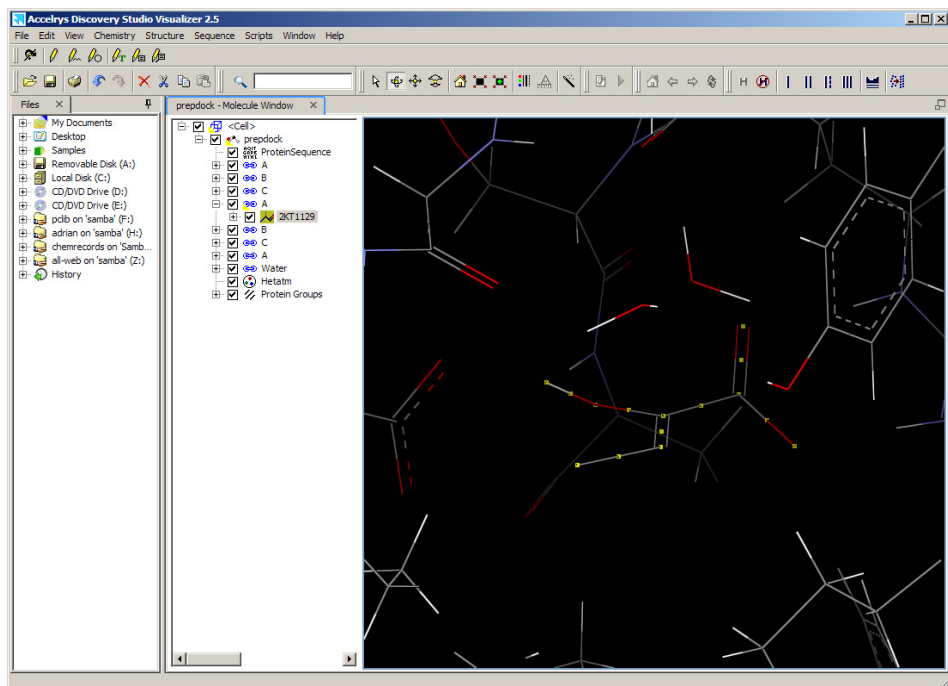 Accelrys Discovery Studio Visualizer 2.5
File Edit View Chemistry Structure Sequence Scripts Window Help
Files
prepdock - Molecule Window
My Documents
Desktop
Samples
Removable Disk (A:)
Local Disk (C:)
CD/DVD Drive (D:)
CD/DVD Drive (E:)
pclib on 'samba' (F:)
adrian on 'samba' (H:)
chemrecords on 'Samb...
all-web on 'samba' (Z:)
History
<Cell>
prepdock
ProteinSequence
A
B
C
A
2KT1129
B
C
A
Water
Hetatm
Protein Groups